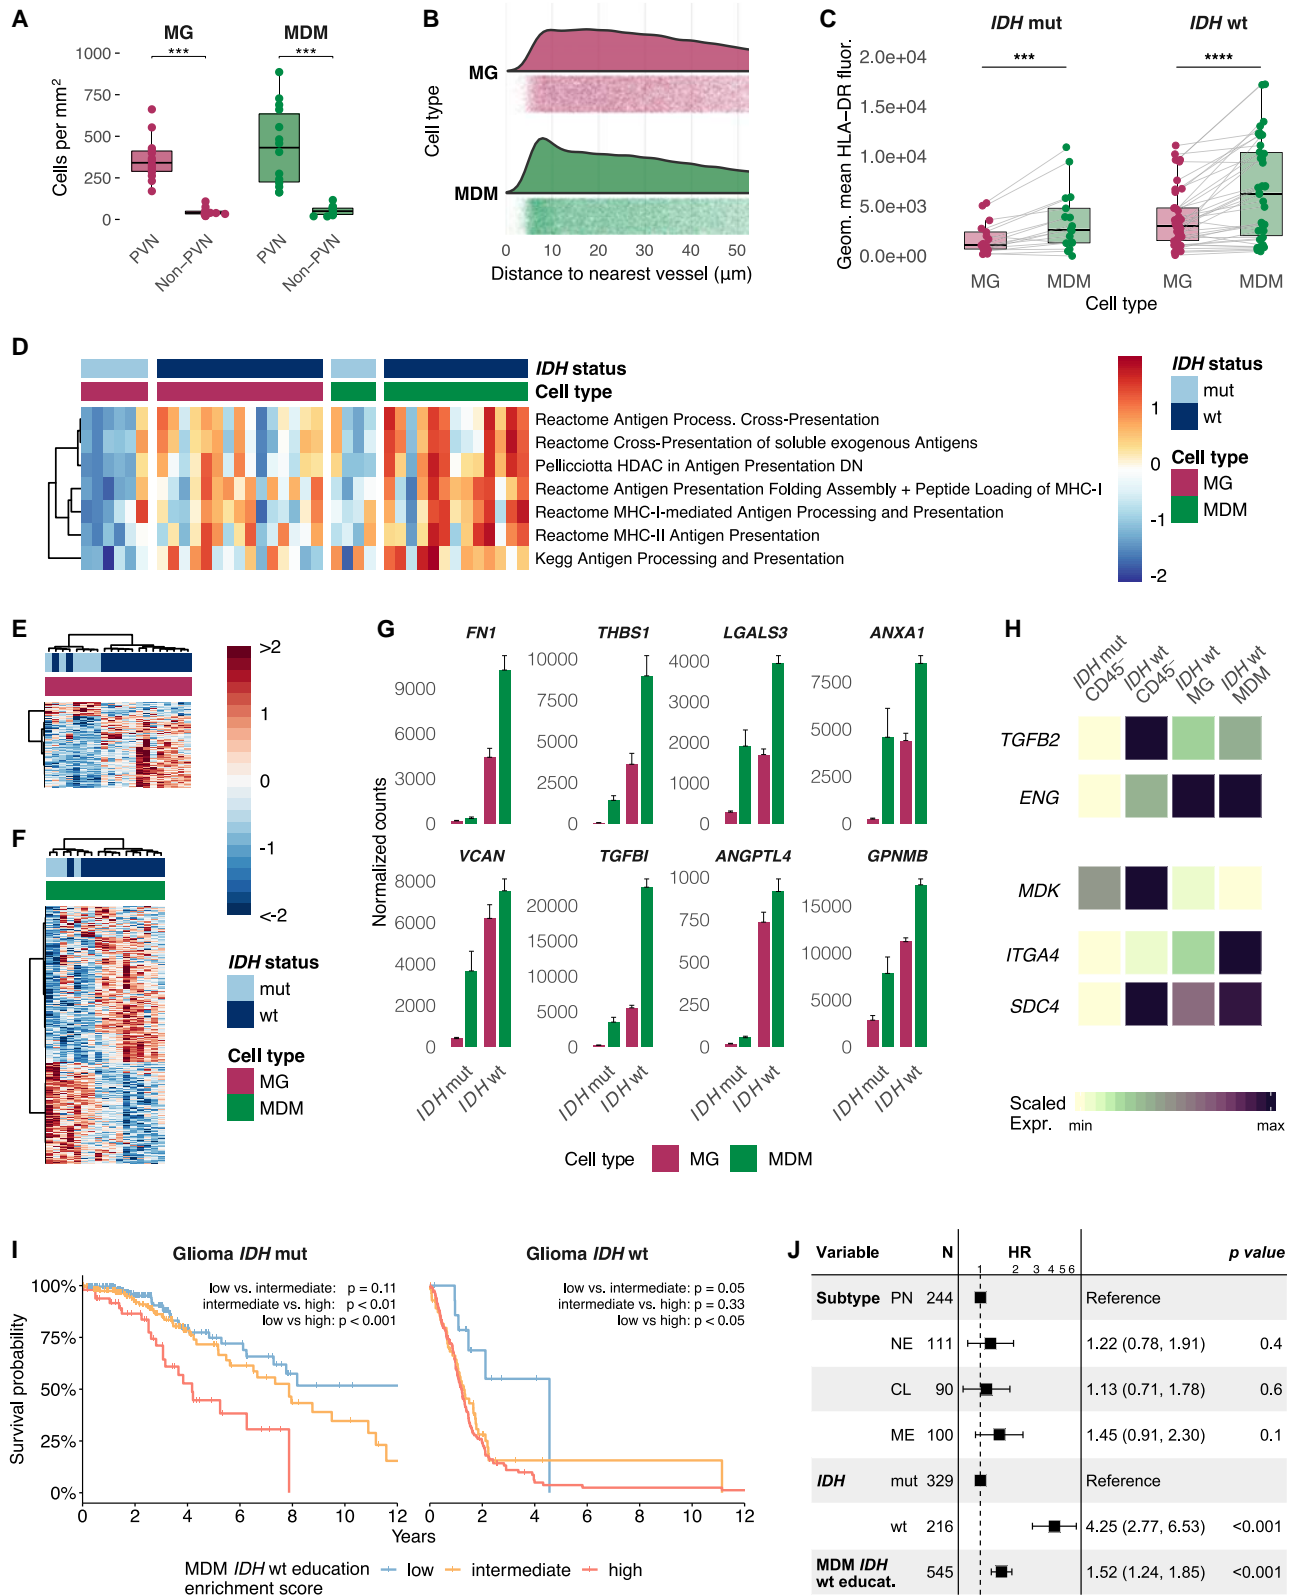 A
MG
MDM
***
***
Cells per mm²
1000
750
500
250
0
PVN
Non−PVN
PVN
Non−PVN
B
Cell type
MG
MDM
0 10 20 30 40 50
Distance to nearest vessel (µm)
C
IDH mut
IDH wt
***
****
Geom. mean HLA−DR fluor.
2.0e+04
1.5e+04
1.0e+04
5.0e+03
0.0e+00
MG
MDM
MG
MDM
Cell type
D
IDH status
Cell type
Reactome Antigen Process. Cross-Presentation
Reactome Cross-Presentation of soluble exogenous Antigens
Pellicciotta HDAC in Antigen Presentation DN
Reactome Antigen Presentation Folding Assembly + Peptide Loading of MHC-I
Reactome MHC-I-mediated Antigen Processing and Presentation
Reactome MHC-II Antigen Presentation
Kegg Antigen Processing and Presentation
1
0
-1
-2
IDH status
mut
wt
Cell type
MG
MDM
E
>2
1
0
-1
<-2
F
IDH status
mut
wt
Cell type
MG
MDM
G
Normalized counts
FN1
9000
6000
3000
0
THBS1
10000
7500
5000
2500
0
LGALS3
4000
3000
2000
1000
0
ANXA1
7500
5000
2500
0
VCAN
8000
6000
4000
2000
0
TGFBI
20000
15000
10000
5000
0
ANGPTL4
1000
750
500
250
0
GPNMB
15000
10000
5000
0
IDH mut
IDH wt
IDH mut
IDH wt
IDH mut
IDH wt
IDH mut
IDH wt
Cell type MG MDM
H
IDH mut CD45-
IDH wt CD45-
IDH wt MG
IDH wt MDM
TGFB2
ENG
MDK
ITGA4
SDC4
Scaled
Expr.
min
max
I
Glioma IDH mut
low vs. intermediate: p = 0.11
intermediate vs. high: p < 0.01
low vs high: p < 0.001
Glioma IDH wt
low vs. intermediate: p = 0.05
intermediate vs. high: p = 0.33
low vs high: p < 0.05
Survival probability
100%
75%
50%
25%
0%
0 2 4 6 8 10 12
0 2 4 6 8 10 12
Years
MDM IDH wt education
enrichment score
low intermediate high
J
Variable N HR p value
1 2 3 4 5 6
Subtype PN 244 Reference
NE 111 1.22 (0.78, 1.91) 0.4
CL 90 1.13 (0.71, 1.78) 0.6
ME 100 1.45 (0.91, 2.30) 0.1
IDH mut 329 Reference
wt 216 4.25 (2.77, 6.53) <0.001
MDM IDH
wt educat. 545 1.52 (1.24, 1.85) <0.001